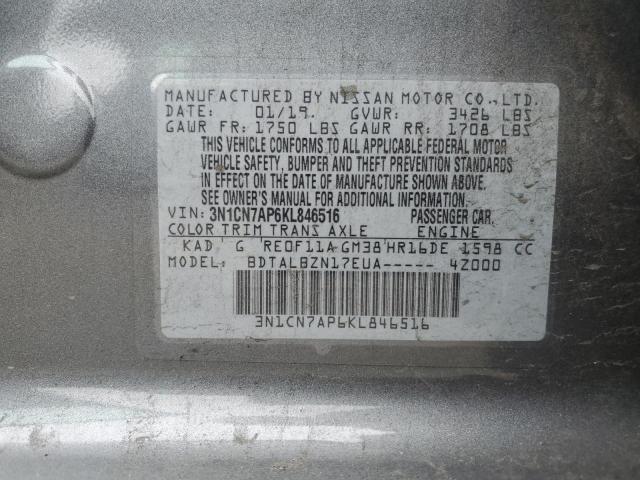 MANUFACTURED BY NISSAN MOTOR CO.,LTD.
DATE: 01/19. GVWR: 3426 LBS
GAWR FR: 1750 LBS GAWR RR: 1708 LBS
THIS VEHICLE CONFORMS TO ALL APPLICABLE FEDERAL MOTOR
VEHICLE SAFETY, BUMPER AND THEFT PREVENTION STANDARDS
IN EFFECT ON THE DATE OF MANUFACTURE SHOWN ABOVE.
SEE OWNER'S MANUAL FOR ADDITIONAL INFORMATION.
VIN: 3N1CN7AP6KL846516 PASSENGER CAR.
COLOR TRIM TRANS AXLE ENGINE
KAD G RE0F11A GM38 HR16DE 1598 CC
MODEL: BDTALBZN17EUA----- 4Z000
3N1CN7AP6KL846516